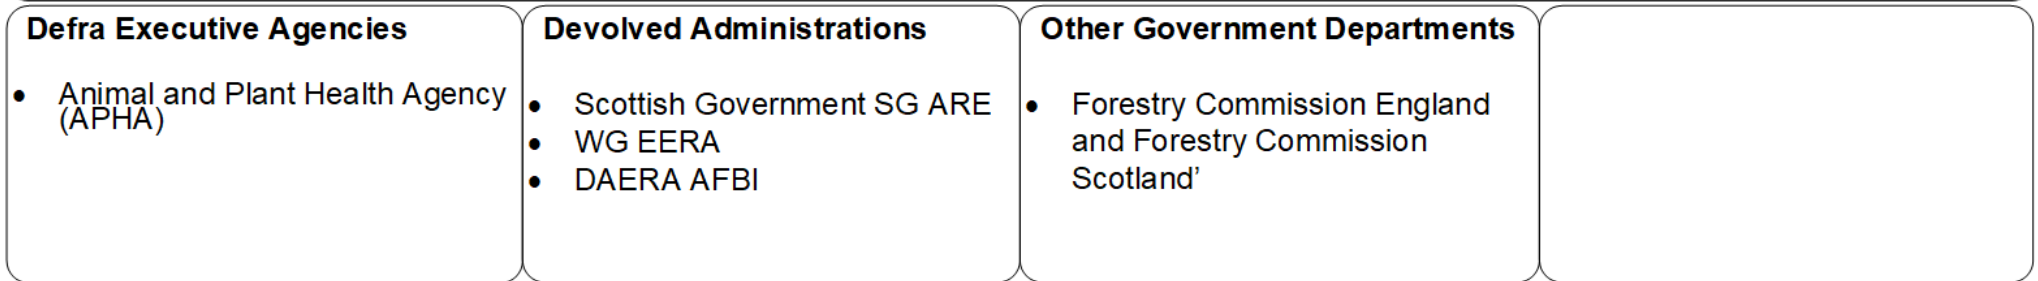 Defra Executive Agencies
• Animal and Plant Health Agency
(APHA)
Devolved Administrations
• Scottish Government SG ARE
• WG EERA
• DAERA AFBI
Other Government Departments
• Forestry Commission England
and Forestry Commission
Scotland’